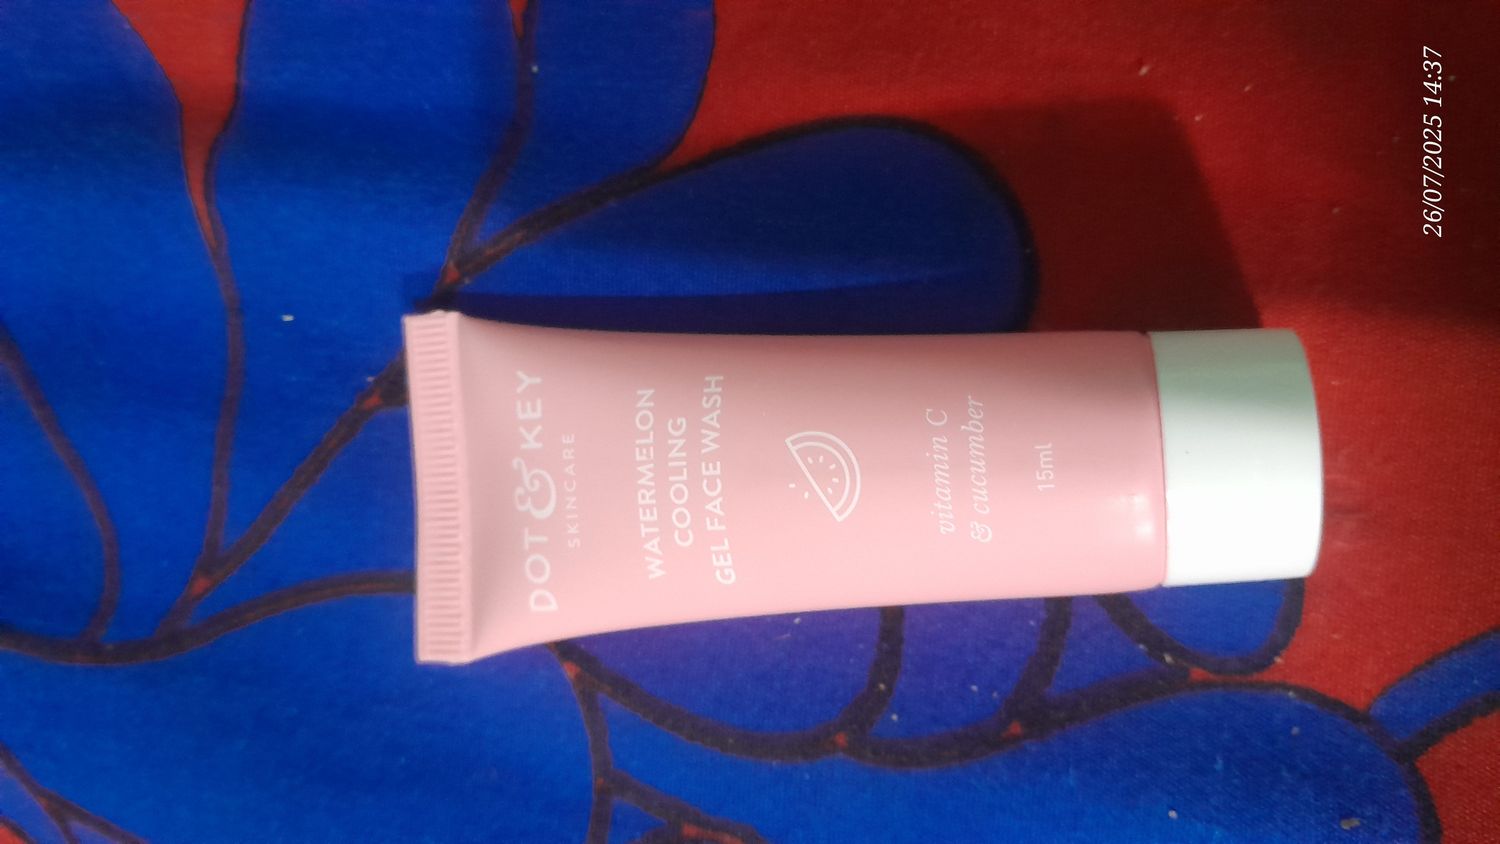 DOT & KEY
SKINCARE
WATERMELON
COOLING
GEL FACE WASH
vitamin C
& cucumber
15ml
26/07/2025 14:37